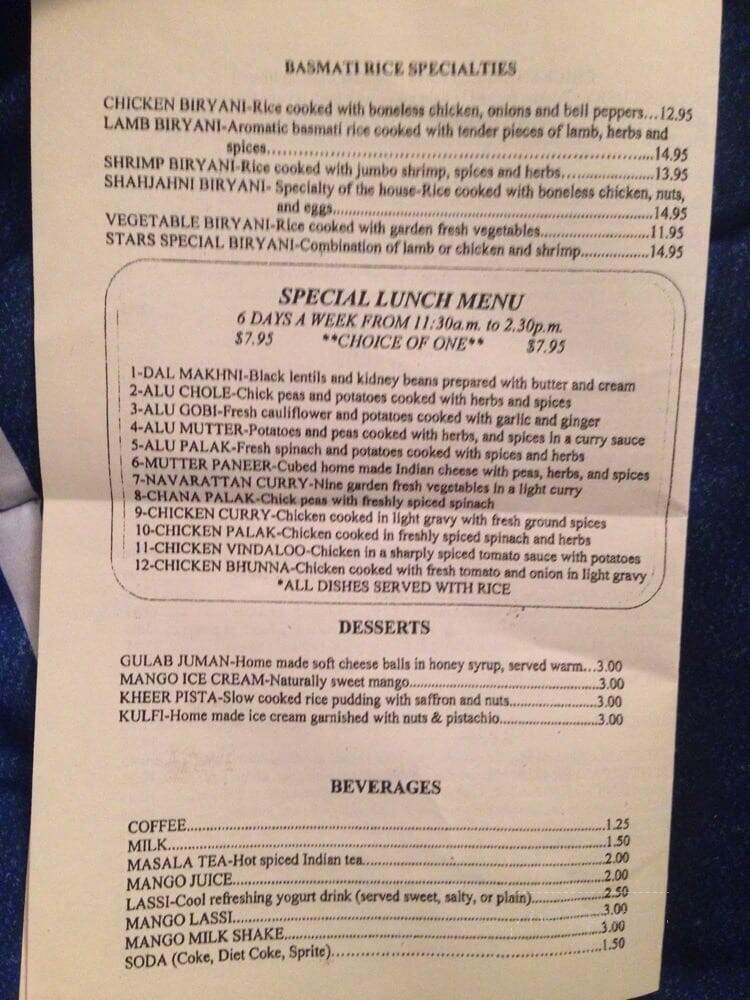 BASMATI RICE SPECIALTIES
CHICKEN BIRYANI-Rice cooked with boneless chicken, onions and bell peppers...12.95
LAMB BIRYANI-Aromatic basmati rice cooked with tender pieces of lamb, herbs and
spices..........................................................................14.95
SHRIMP BIRYANI-Rice cooked with jumbo shrimp, spices and herbs....................13.95
SHAHJAHNI BIRYANI- Specialty of the house-Rice cooked with boneless chicken, nuts,
and eggs..................................................................14.95
VEGETABLE BIRYANI-Rice cooked with garden fresh vegetables.......................11.95
STARS SPECIAL BIRYANI-Combination of lamb or chicken and shrimp.................14.95
SPECIAL LUNCH MENU
6 DAYS A WEEK FROM 11:30a.m. to 2.30p.m.
$7.95 **CHOICE OF ONE** $7.95
1-DAL MAKHNI-Black lentils and kidney beans prepared with butter and cream
2-ALU CHOLE-Chick peas and potatoes cooked with herbs and spices
3-ALU GOBI-Fresh cauliflower and potatoes cooked with garlic and ginger
4-ALU MUTTER-Potatoes and peas cooked with herbs, and spices in a curry sauce
5-ALU PALAK-Fresh spinach and potatoes cooked with spices and herbs
6-MUTTER PANEER-Cubed home made Indian cheese with peas, herbs, and spices
7-NAVARATTAN CURRY-Nine garden fresh vegetables in a light curry
8-CHANA PALAK-Chick peas with freshly spiced spinach
9-CHICKEN CURRY-Chicken cooked in light gravy with fresh ground spices
10-CHICKEN PALAK-Chicken cooked in freshly spiced spinach and herbs
11-CHICKEN VINDALOO-Chicken in a sharply spiced tomato sauce with potatoes
12-CHICKEN BHUNNA-Chicken cooked with fresh tomato and onion in light gravy
*ALL DISHES SERVED WITH RICE
DESSERTS
GULAB JUMAN-Home made soft cheese balls in honey syrup, served warm...3.00
MANGO ICE CREAM-Naturally sweet mango...........................................3.00
KHEER PISTA-Slow cooked rice pudding with saffron and nuts.....................3.00
KULFI-Home made ice cream garnished with nuts & pistachio.......................3.00
BEVERAGES
COFFEE..........................................................................1.25
MILK............................................................................1.50
MASALA TEA-Hot spiced Indian tea................................................2.00
MANGO JUICE.....................................................................2.00
LASSI-Cool refreshing yogurt drink (served sweet, salty, or plain)..............2.50
MANGO LASSI.....................................................................3.00
MANGO MILK SHAKE................................................................3.00
SODA (Coke, Diet Coke, Sprite)..................................................1.50